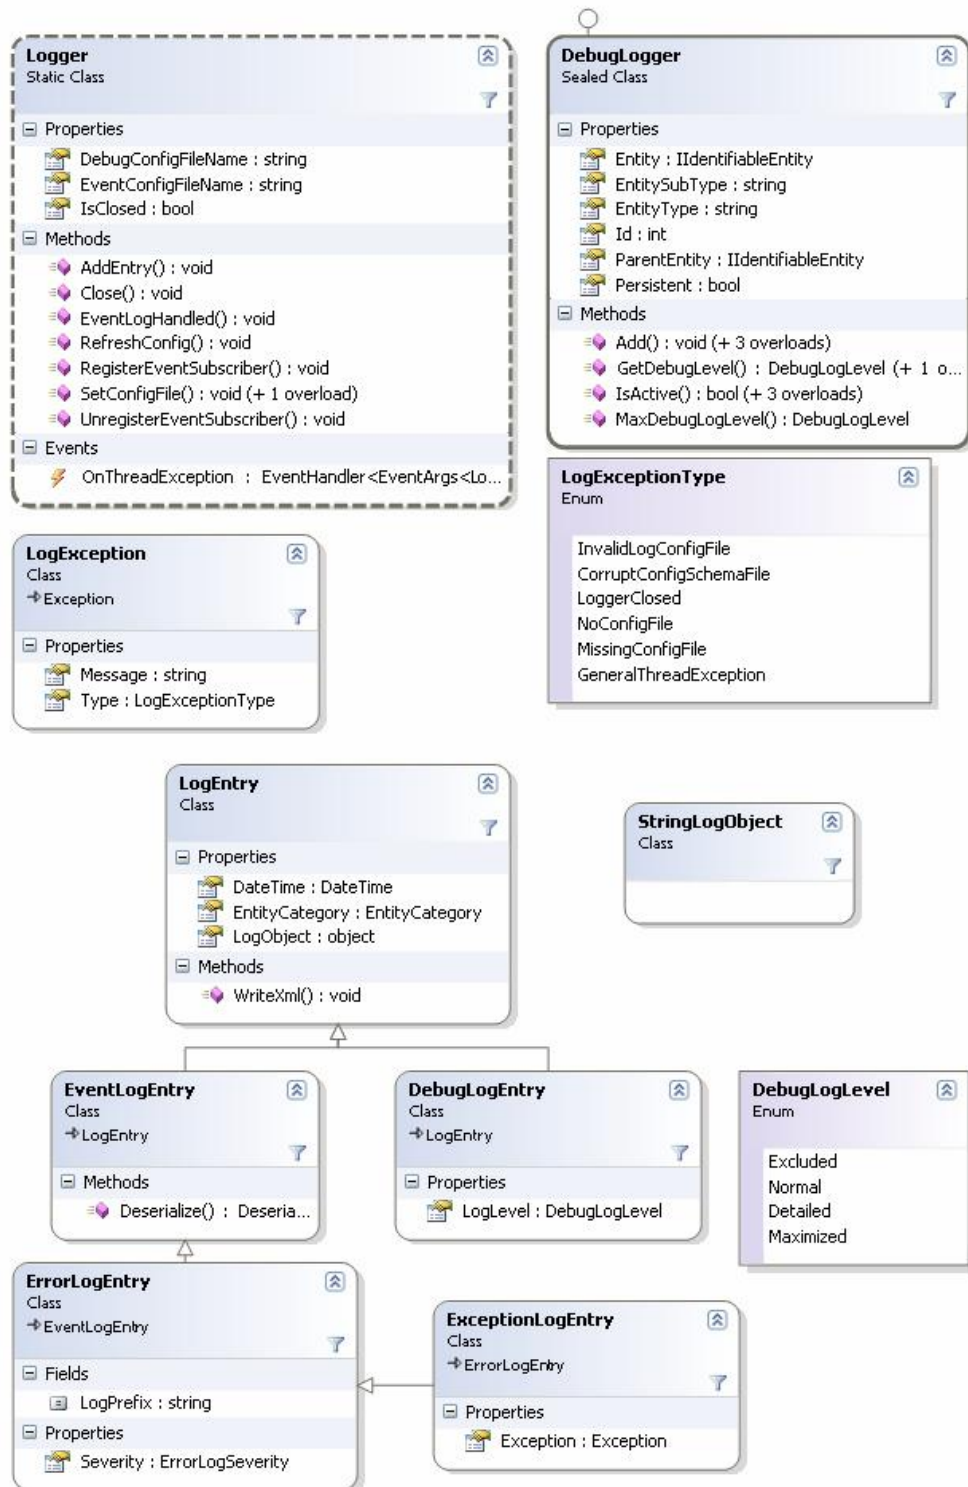 Logger
Static Class
Properties
DebugConfigFileName : string
EventConfigFileName : string
IsClosed : bool
Methods
AddEntry() : void
Close() : void
EventLogHandled() : void
RefreshConfig() : void
RegisterEventSubscriber() : void
SetConfigFile() : void (+ 1 overload)
UnregisterEventSubscriber() : void
Events
OnThreadException : EventHandler<EventArgs<Lo...
DebugLogger
Sealed Class
Properties
Entity : IIdentifiableEntity
EntitySubType : string
EntityType : string
Id : int
ParentEntity : IIdentifiableEntity
Persistent : bool
Methods
Add() : void (+ 3 overloads)
GetDebugLevel() : DebugLogLevel (+ 1 o...
IsActive() : bool (+ 3 overloads)
MaxDebugLogLevel() : DebugLogLevel
LogExceptionType
Enum
InvalidLogConfigFile
CorruptConfigSchemaFile
LoggerClosed
NoConfigFile
MissingConfigFile
GeneralThreadException
LogException
Class
Exception
Properties
Message : string
Type : LogExceptionType
LogEntry
Class
Properties
DateTime : DateTime
EntityCategory : EntityCategory
LogObject : object
Methods
WriteXml() : void
StringLogObject
Class
EventLogEntry
Class
LogEntry
Methods
Deserialize() : Deseria...
DebugLogEntry
Class
LogEntry
Properties
LogLevel : DebugLogLevel
DebugLogLevel
Enum
Excluded
Normal
Detailed
Maximized
ErrorLogEntry
Class
EventLogEntry
Fields
LogPrefix : string
Properties
Severity : ErrorLogSeverity
ExceptionLogEntry
Class
ErrorLogEntry
Properties
Exception : Exception